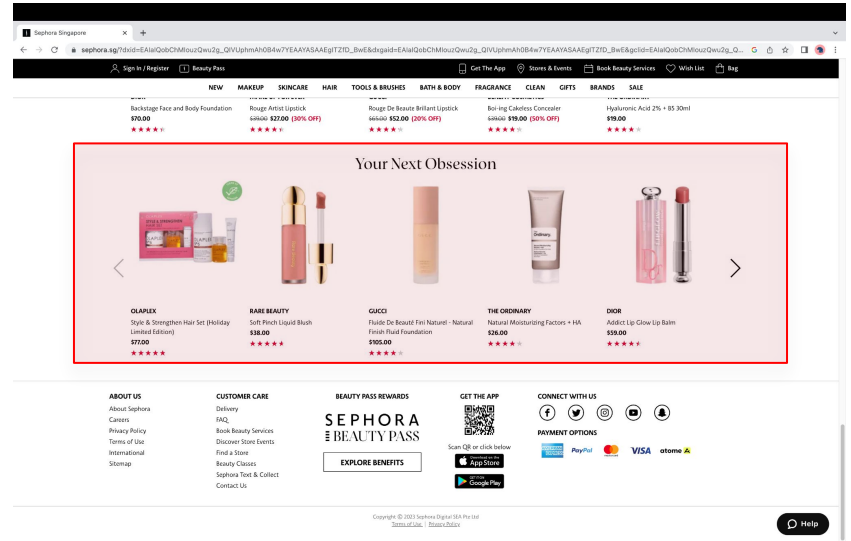 Sephora Singapore
sephora.sg/?dxid=EAIaIQobChMIouzQwu2g_QIVUphmAh0B4w7YEAAYASAAEgITZfD_BwE&dxgaid=EAIaIQobChMIouzQwu2g_QIVUphmAh0B4w7YEAAYASAAEgITZfD_BwE&gclid=EAIaIQobChMIouzQwu2g_Q...
Sign In / Register Beauty Pass Get The App Stores & Events Book Beauty Services Wish List Bag
NEW MAKEUP SKINCARE HAIR TOOLS & BRUSHES BATH & BODY FRAGRANCE CLEAN GIFTS BRANDS SALE
Backstage Face and Body Foundation Rouge Artist Lipstick Rouge De Beaute Brillant Lipstick Boi-ing Cakeless Concealer Hyaluronic Acid 2% + B5 30ml
$70.00 $39.00 $27.00 (30% OFF) $65.00 $52.00 (20% OFF) $39.00 $19.00 (50% OFF) $19.00
Your Next Obsession
OLAPLEX RARE BEAUTY GUCCI THE ORDINARY DIOR
Style & Strengthen Hair Set (Holiday Soft Pinch Liquid Blush Fluide De Beauté Fini Naturel - Natural Natural Moisturizing Factors + HA Addict Lip Glow Lip Balm
Limited Edition) $38.00 Finish Fluid Foundation $26.00 $59.00
$77.00 $105.00
ABOUT US CUSTOMER CARE BEAUTY PASS REWARDS GET THE APP CONNECT WITH US
About Sephora Delivery
Careers FAQ
Privacy Policy Book Beauty Services SEPHORA
Terms of Use Discover Store Events BEAUTY PASS PAYMENT OPTIONS
International Find a Store Scan QR or click below PayPal VISA atome
Sitemap Beauty Classes EXPLORE BENEFITS Download on the App Store
Sephora Text & Collect
Contact Us GET IT ON Google Play
Copyright © 2023 Sephora Digital SEA Pte Ltd
Terms of Use | Privacy Policy
Help